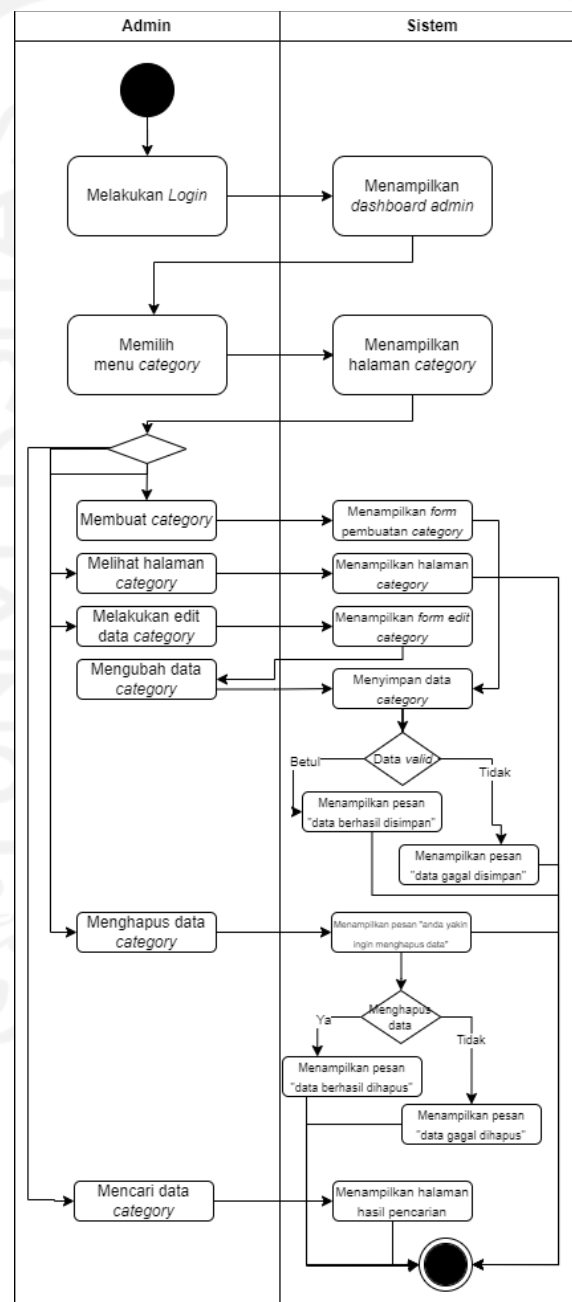 Admin
Sistem
Melakukan Login
Menampilkan
dashboard admin
Memilih
menu category
Menampilkan
halaman category
Membuat category
Menampilkan form
pembuatan category
Melihat halaman
category
Menampilkan halaman
category
Melakukan edit
data category
Menampilkan form edit
category
Mengubah data
category
Menyimpan data
category
Data valid
Betul
Tidak
Menampilkan pesan
"data berhasil disimpan"
Menampilkan pesan
"data gagal disimpan"
Menghapus data
category
Menampilkan pesan "anda yakin
ingin menghapus data"
Menghapus
data
Ya
Tidak
Menampilkan pesan
"data berhasil dihapus"
Menampilkan pesan
"data gagal dihapus"
Mencari data
category
Menampilkan halaman
hasil pencarian